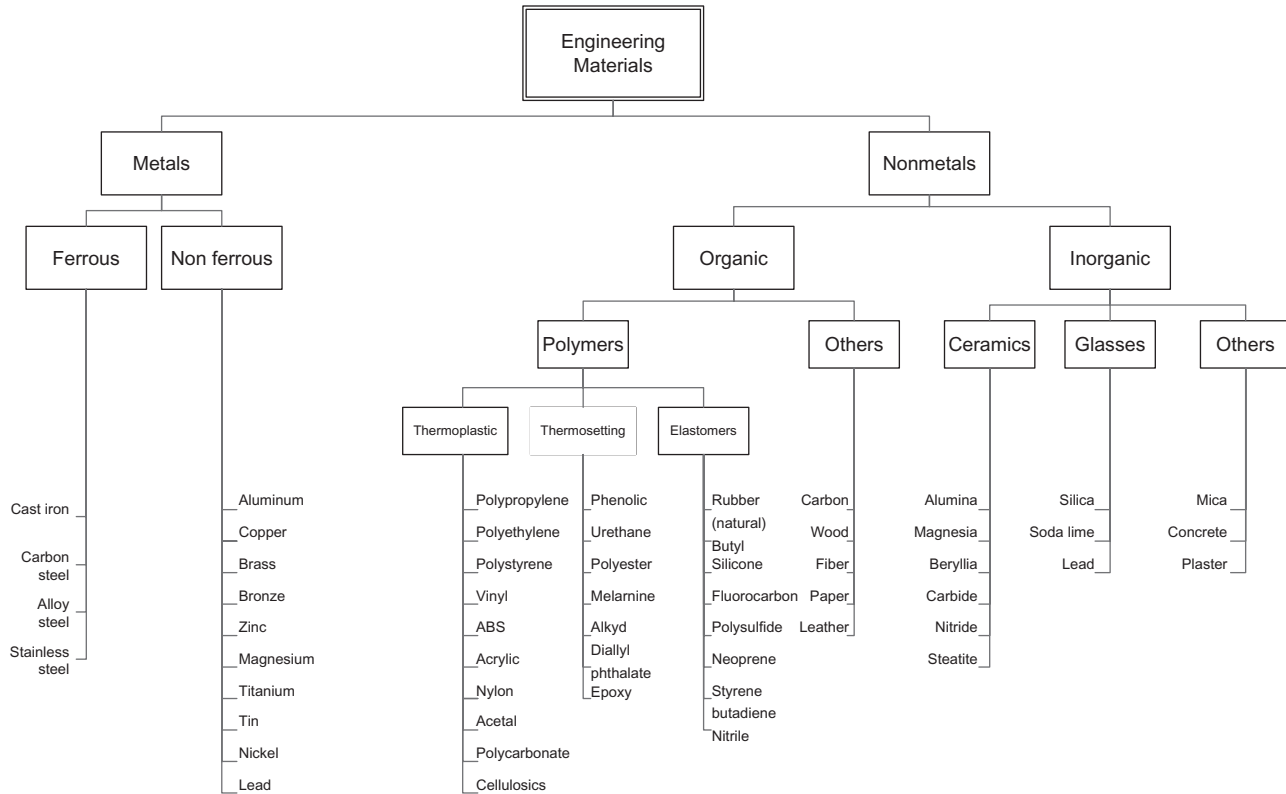 Engineering
Materials
Metals
Nonmetals
Ferrous
Non ferrous
Organic
Inorganic
Polymers
Others
Ceramics
Glasses
Others
Thermoplastic
Thermosetting
Elastomers
Cast iron
Carbon
steel
Alloy
steel
Stainless
steel
Aluminum
Copper
Brass
Bronze
Zinc
Magnesium
Titanium
Tin
Nickel
Lead
Polypropylene
Polyethylene
Polystyrene
Vinyl
ABS
Acrylic
Nylon
Acetal
Polycarbonate
Cellulosics
Phenolic
Urethane
Polyester
Melarnine
Alkyd
Diallyl
phthalate
Epoxy
Rubber
(natural)
Butyl
Silicone
Fluorocarbon
Polysulfide
Neoprene
Styrene
butadiene
Nitrile
Carbon
Wood
Fiber
Paper
Leather
Alumina
Magnesia
Beryllia
Carbide
Nitride
Steatite
Silica
Soda lime
Lead
Mica
Concrete
Plaster